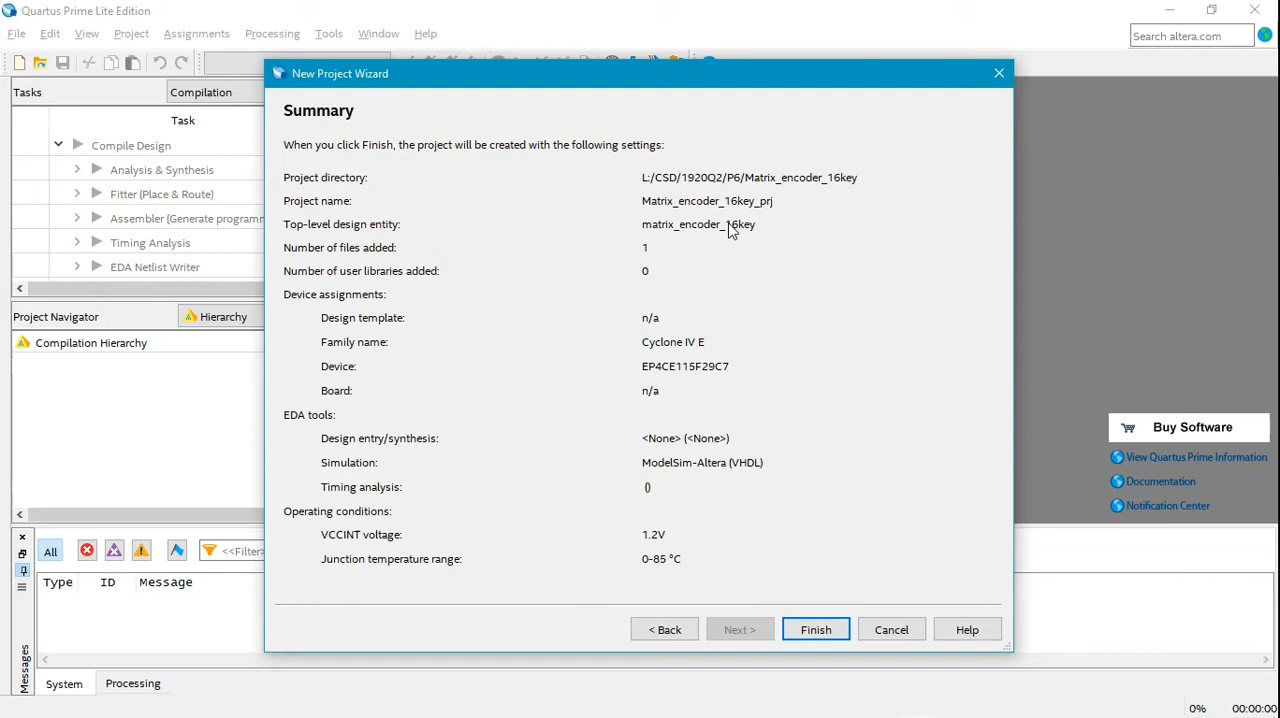 Quartus Prime Lite Edition
File Edit View Project Assignments Processing Tools Window Help
Search altera.com
Tasks
Compilation
Task
Compile Design
Analysis & Synthesis
Fitter (Place & Route)
Assembler (Generate programm
Timing Analysis
EDA Netlist Writer
Project Navigator
Hierarchy
Compilation Hierarchy
New Project Wizard
Summary
When you click Finish, the project will be created with the following settings:
Project directory: L:/CSD/1920Q2/P6/Matrix_encoder_16key
Project name: Matrix_encoder_16key_prj
Top-level design entity: matrix_encoder_16key
Number of files added: 1
Number of user libraries added: 0
Device assignments:
Design template: n/a
Family name: Cyclone IV E
Device: EP4CE115F29C7
Board: n/a
EDA tools:
Design entry/synthesis: <None> (<None>)
Simulation: ModelSim-Altera (VHDL)
Timing analysis: ()
Operating conditions:
VCCINT voltage: 1.2V
Junction temperature range: 0-85 °C
< Back Next > Finish Cancel Help
Buy Software
View Quartus Prime Information
Documentation
Notification Center
All
<<Filter>
Type ID Message
Messages
System Processing
0% 00:00:00